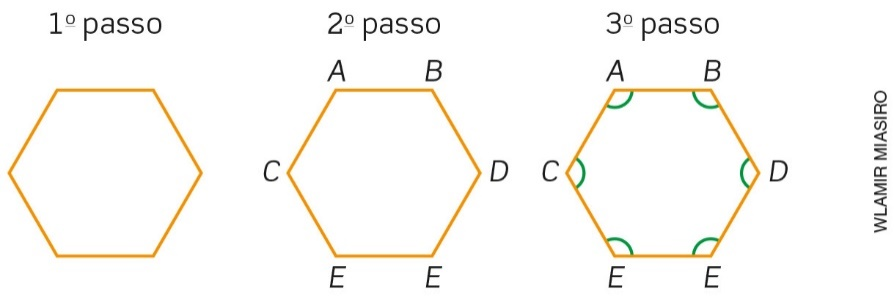 1º passo
2º passo
3º passo
A B
C D
E E
A B
C D
E E
WLAMIR MIASIRO